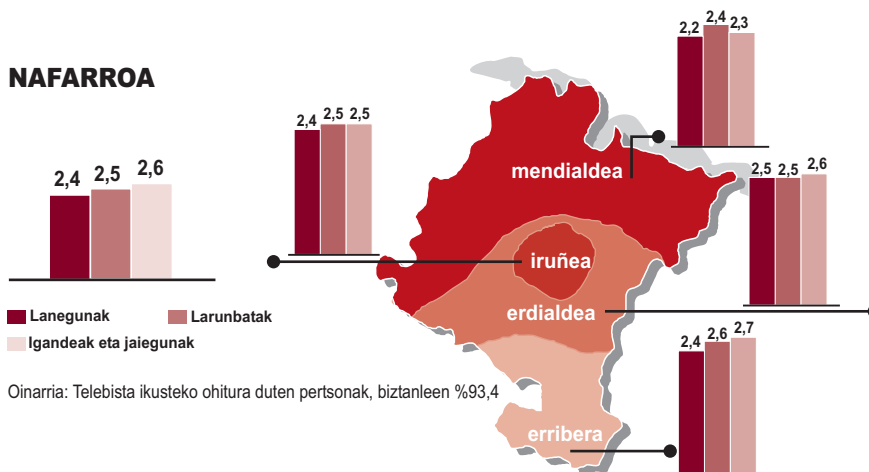 NAFARROA
2,4 2,5 2,6
Lanegunak Larunbatak
Igandeak eta jaiegunak
Oinarria: Telebista ikusteko ohitura duten pertsonak, biztanleen %93,4
2,4 2,5 2,5
2,2 2,4 2,3
mendialdea
2,5 2,5 2,6
iruñea
erdialdea
2,4 2,6 2,7
erribera